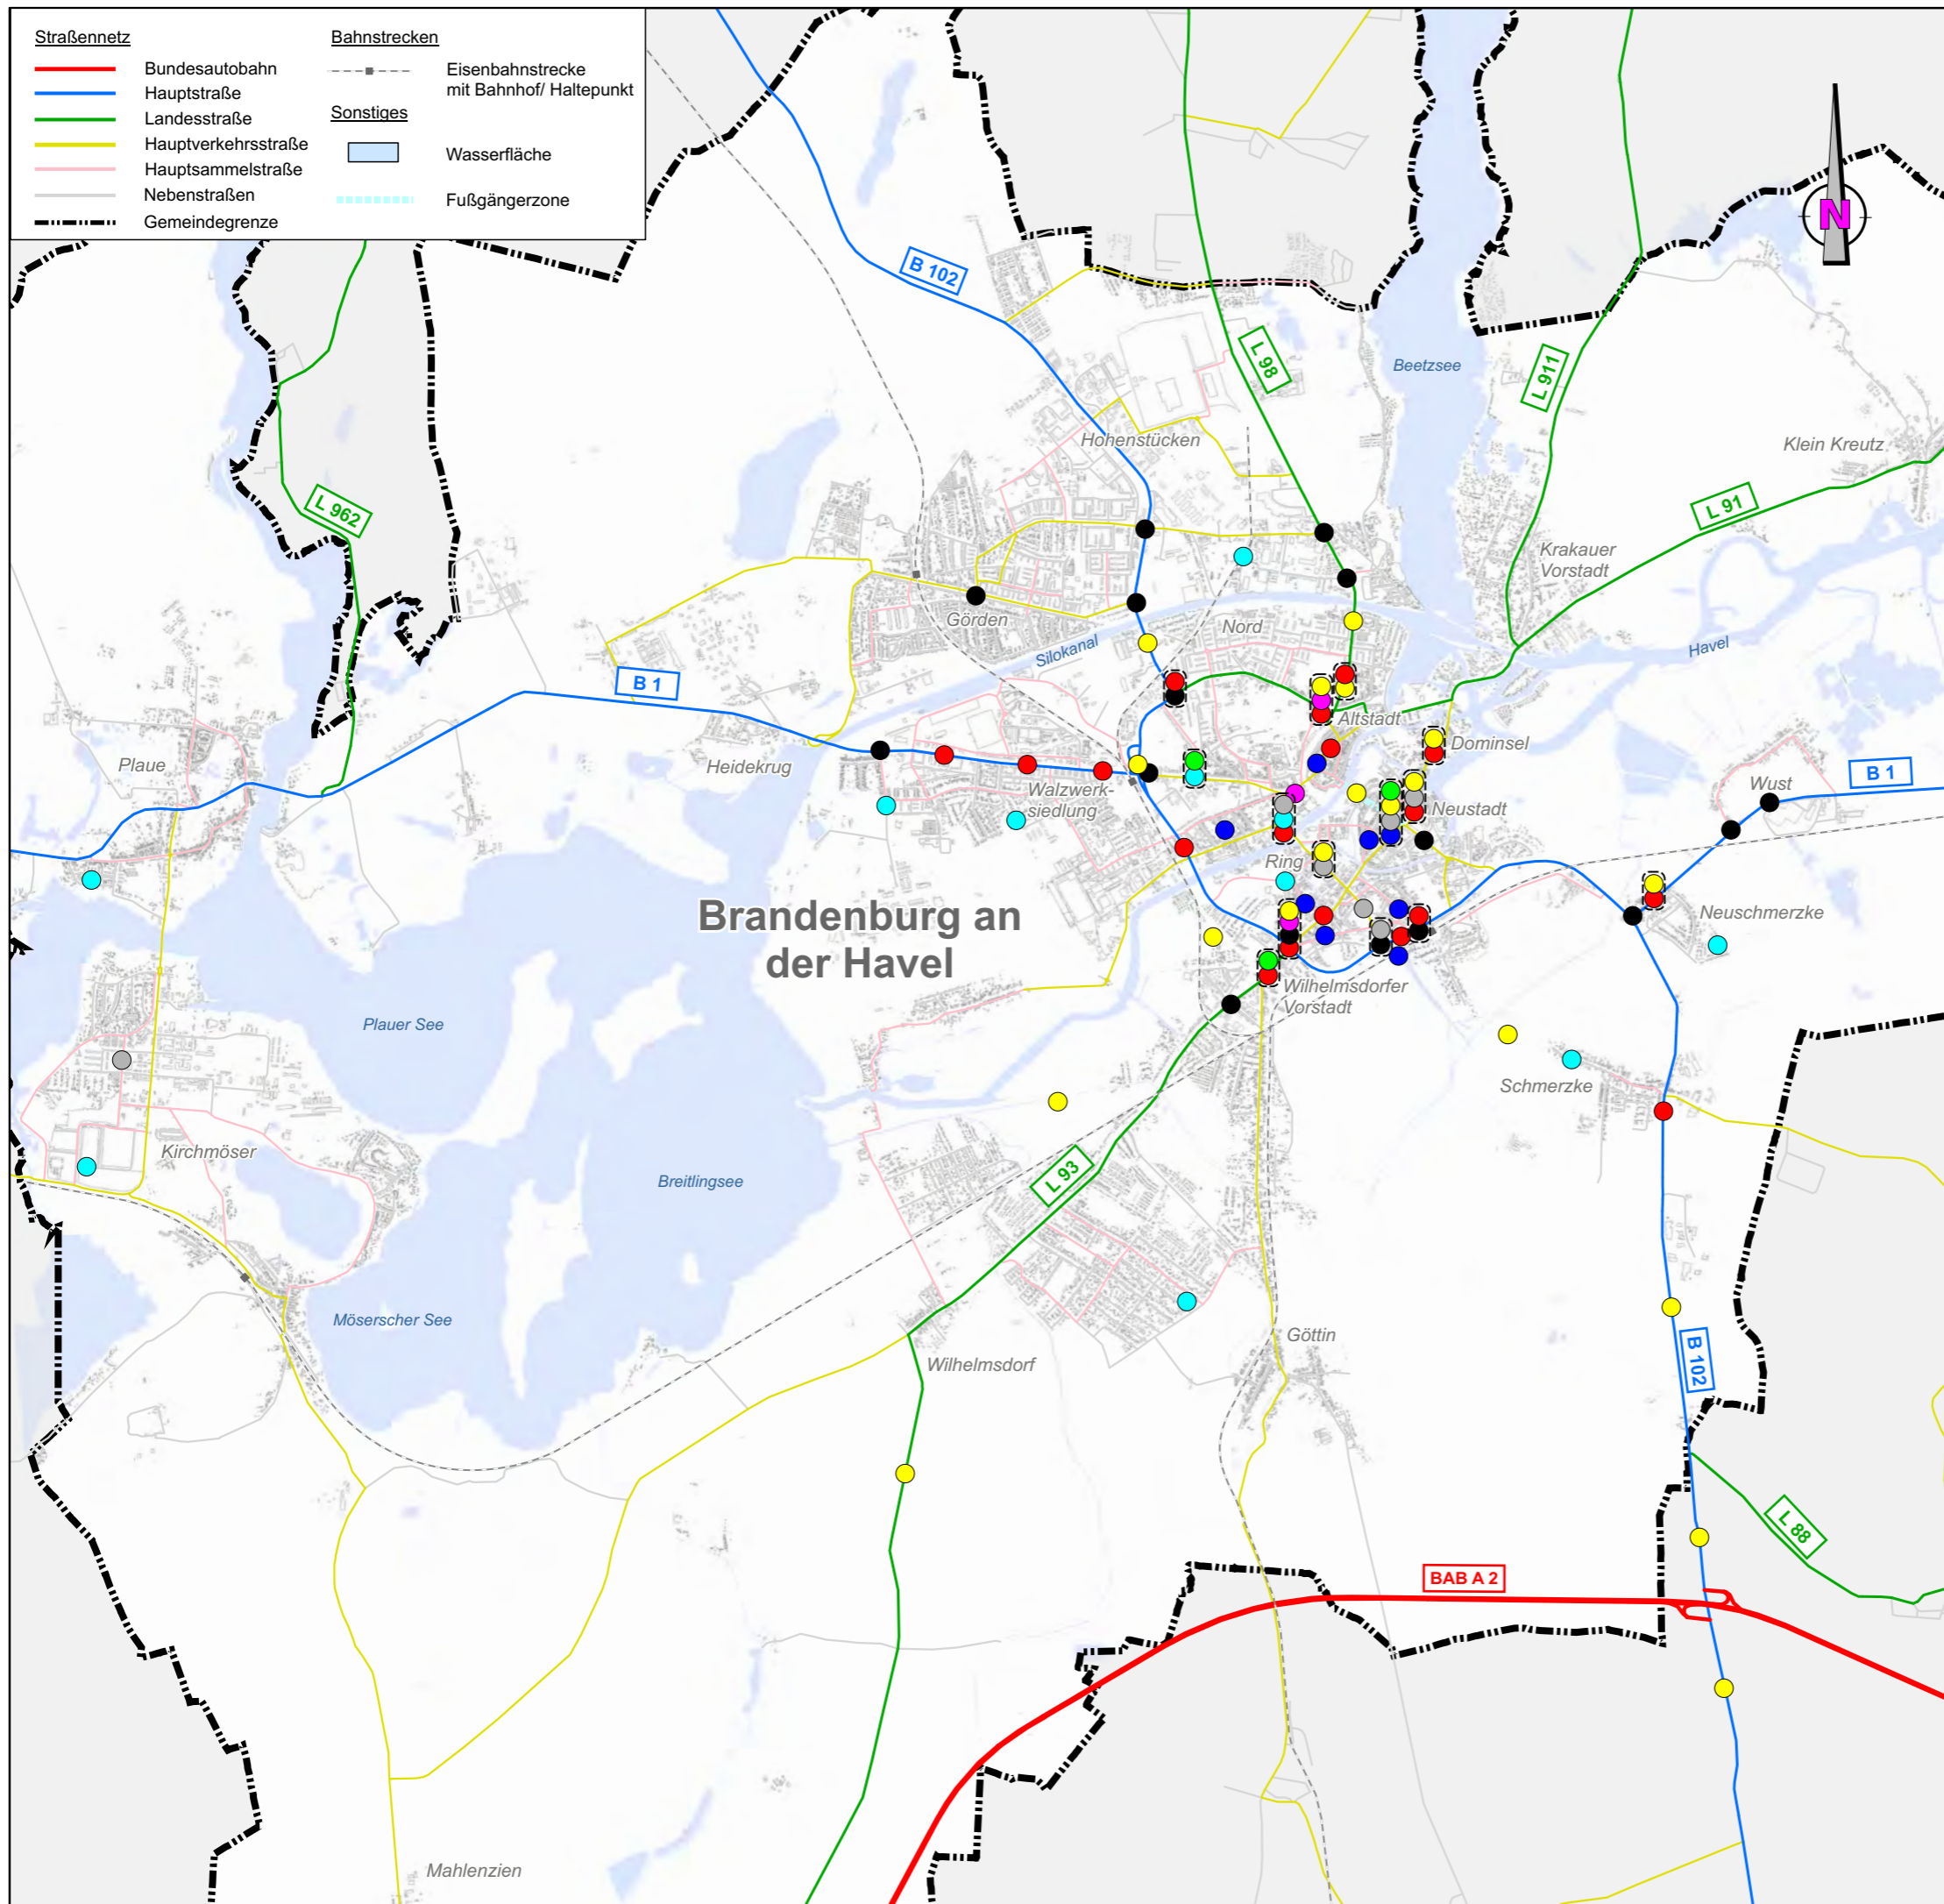 Straßennetz
Bundesautobahn
Hauptstraße
Landesstraße
Hauptverkehrsstraße
Hauptsammelstraße
Nebenstraßen
Gemeindegrenze
Bahnstrecken
Eisenbahnstrecke
mit Bahnhof/ Haltepunkt
Sonstiges
Wasserfläche
Fußgängerzone
N
B 102
L 98
Beetzsee
L 911
Hohenstücken
Klein Kreutz
L 962
L 91
Krakauer
Vorstadt
Görden
Nord
Silokanal
Havel
B 1
Altstadt
Dominsel
Plaue
Heidekrug
Walzwerk-
siedlung
Neustadt
Wust
B 1
Ring
Brandenburg an
der Havel
Neuschmerzke
Wilhelmsdorfer
Vorstadt
Plauer See
Schmerzke
Kirchmöser
L 93
Breitlingsee
Möserscher See
Göttin
Wilhelmsdorf
B 102
L 88
BAB A 2
Mahlenzien